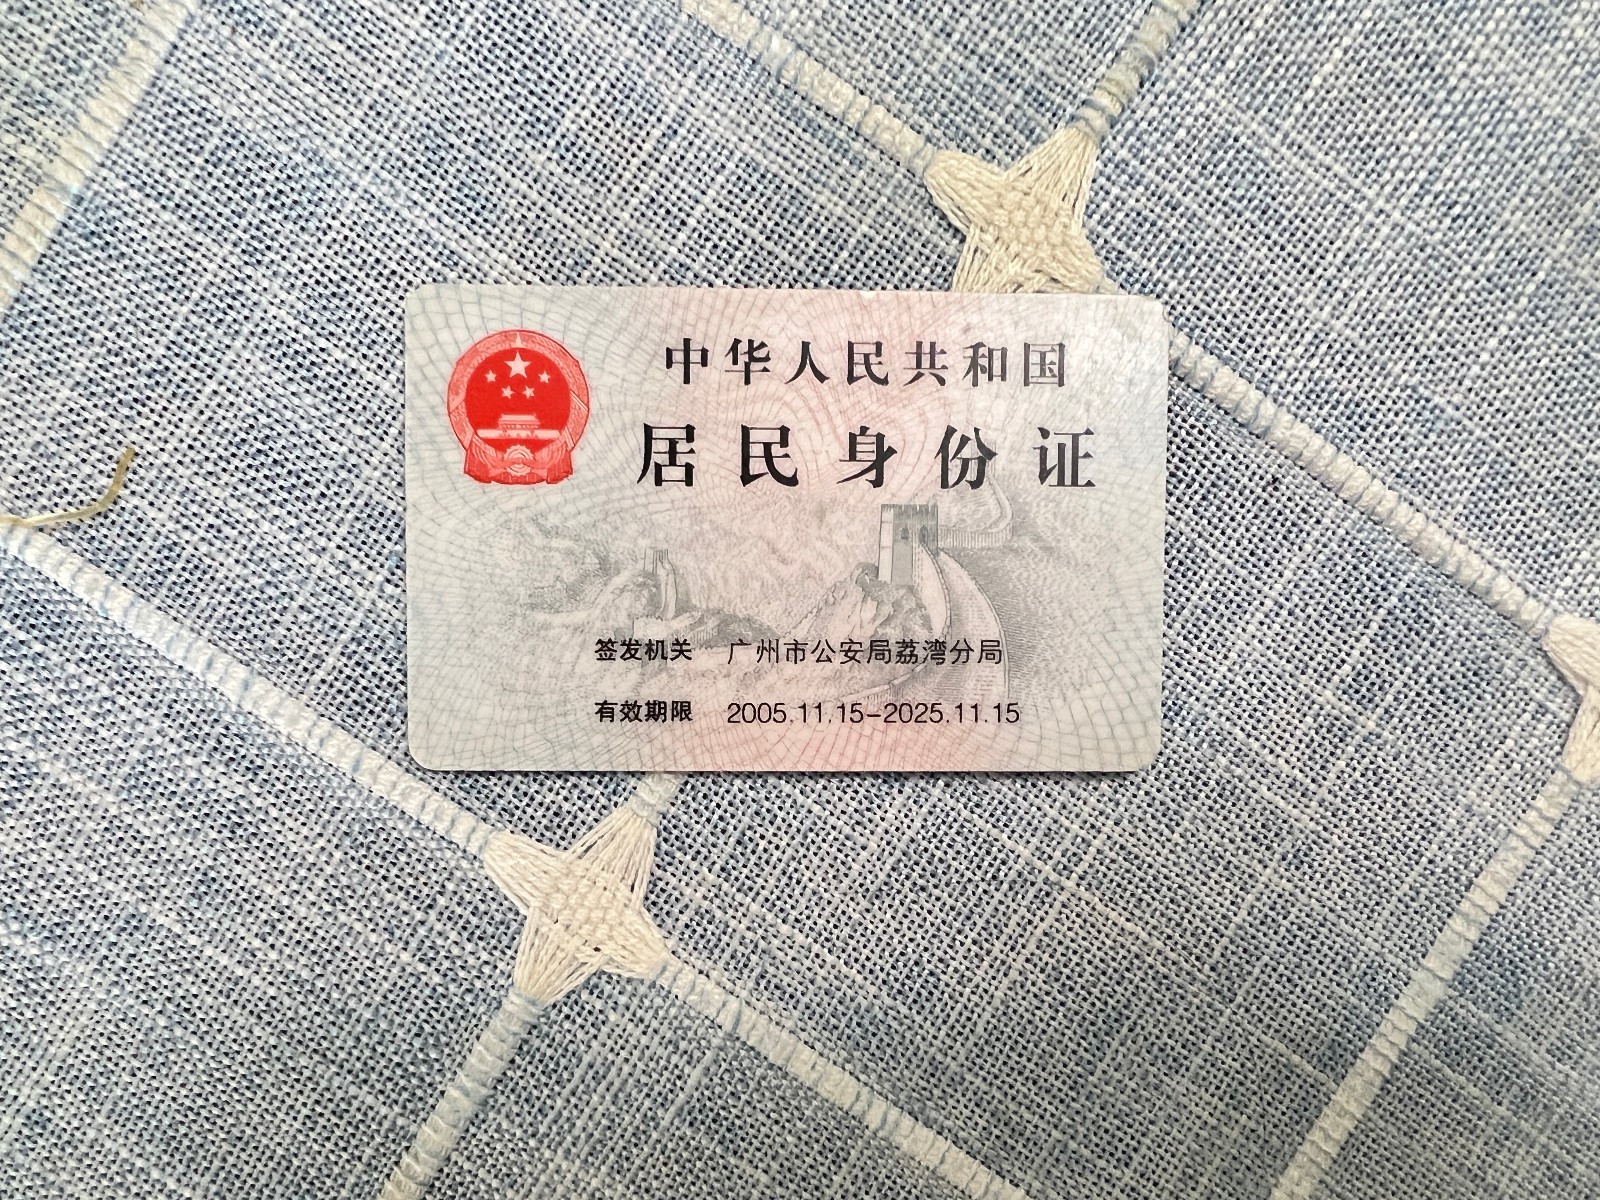 中华人民共和国
居民身份证
签发机关 广州市公安局荔湾分局
有效期限 2005.11.15-2025.11.15